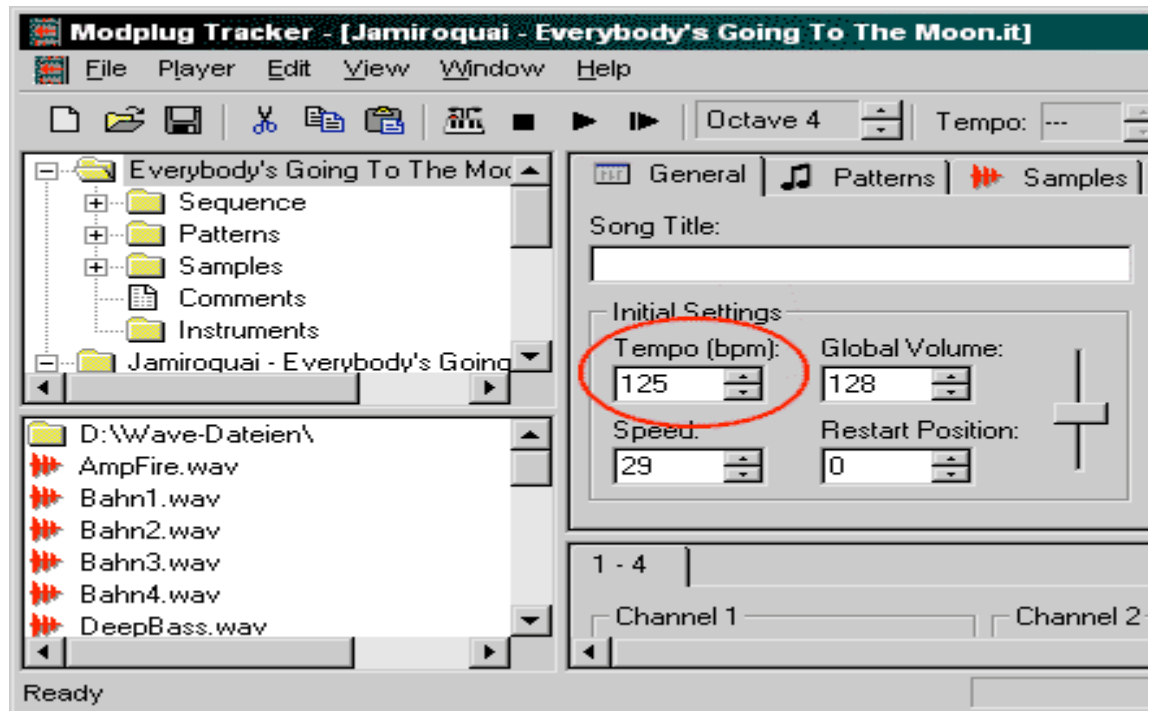 Modplug Tracker - [Jamiroquai - Everybody's Going To The Moon.it]
File Player Edit View Window Help
Octave 4 Tempo: ---
Everybody's Going To The Moo
Sequence
Patterns
Samples
Comments
Instruments
Jamiroquai - Everybody's Going
D:\Wave-Dateien\
AmpFire.wav
Bahn1.wav
Bahn2.wav
Bahn3.wav
Bahn4.wav
DeepBass.wav
General Patterns Samples
Song Title:
Initial Settings
Tempo (bpm): Global Volume:
125 128
Speed: Restart Position:
29 0
1 - 4
Channel 1 Channel 2
Ready